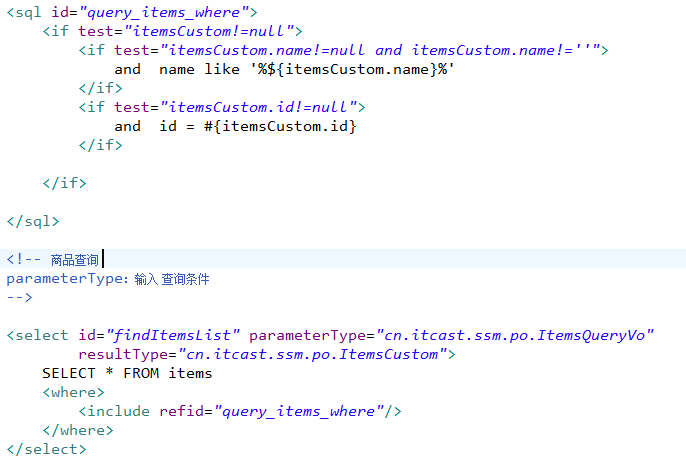 <sql id="query_items_where">
<if test="itemsCustom!=null">
<if test="itemsCustom.name!=null and itemsCustom.name!=''">
and  name like '%${itemsCustom.name}%'
</if>
<if test="itemsCustom.id!=null">
and  id = #{itemsCustom.id}
</if>
</if>
</sql>
<!-- 商品查询
parameterType：输入 查询条件
-->
<select id="findItemsList" parameterType="cn.itcast.ssm.po.ItemsQueryVo"
resultType="cn.itcast.ssm.po.ItemsCustom">
SELECT * FROM items
<where>
<include refid="query_items_where"/>
</where>
</select>